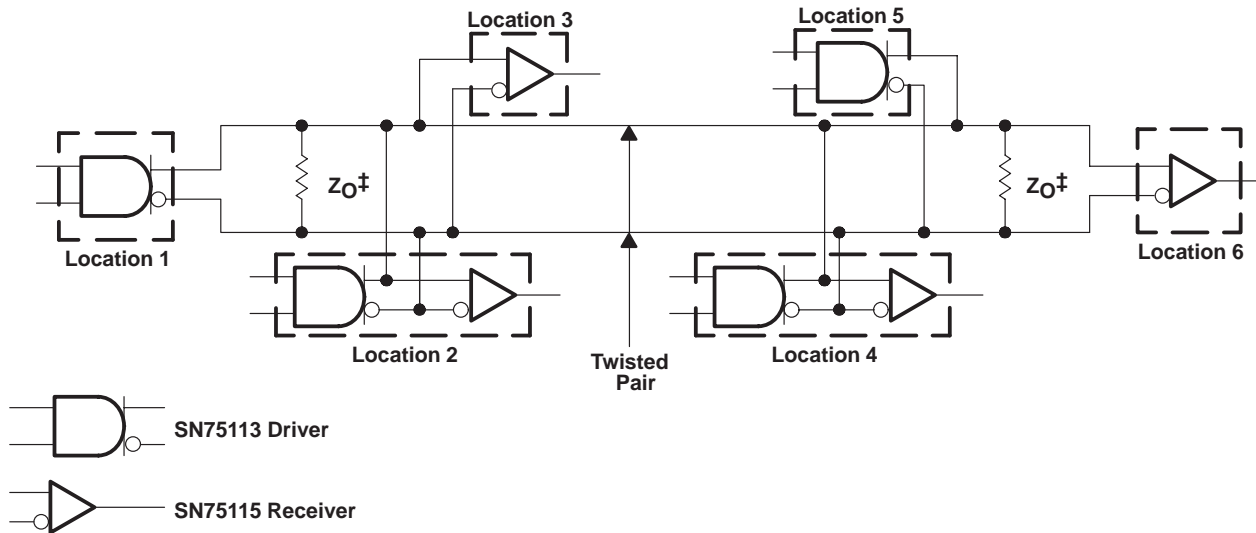 Location 3
Location 5
Location 1
ZO‡
ZO‡
Location 6
Location 2
Location 4
Twisted
Pair
SN75113 Driver
SN75115 Receiver